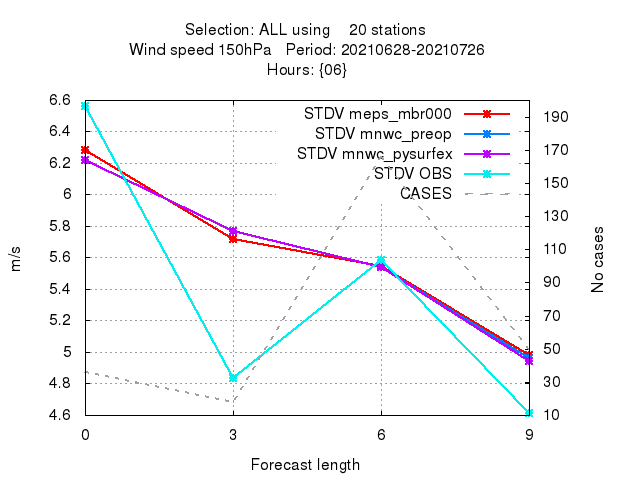 Selection: ALL using    20 stations
Wind speed 150hPa   Period: 20210628-20210726
Hours: {06}
STDV meps_mbr000
STDV mnwc_preop
STDV mnwc_pysurfex
STDV OBS
CASES
6.6
6.4
6.2
6
5.8
5.6
5.4
5.2
5
4.8
4.6
m/s
190
170
150
130
110
90
70
50
30
10
No cases
0 3 6 9
Forecast length